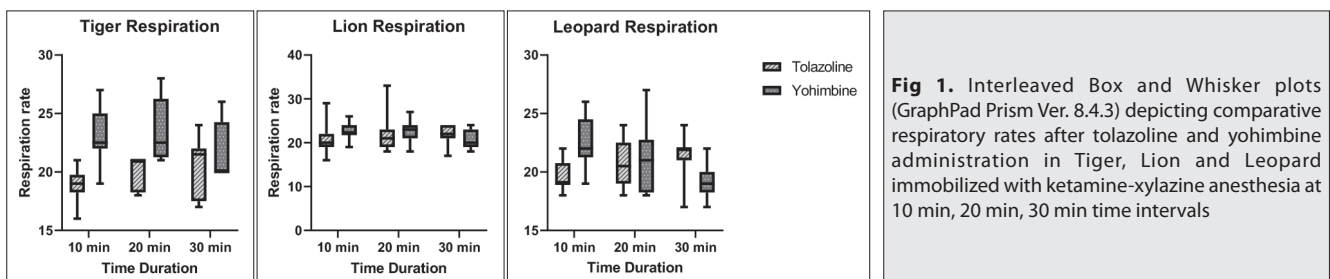 Tiger Respiration
30
25
20
15
Respiration rate
10 min 20 min 30 min
Time Duration
Lion Respiration
40
30
20
10
0
Respiration rate
10 min 20 min 30 min
Time Duration
Leopard Respiration
30
25
20
15
Respiration rate
10 min 20 min 30 min
Time Duration
Tolazoline
Yohimbine
Fig 1. Interleaved Box and Whisker plots
(GraphPad Prism Ver. 8.4.3) depicting comparative
respiratory rates after tolazoline and yohimbine
administration in Tiger, Lion and Leopard
immobilized with ketamine-xylazine anesthesia at
10 min, 20 min, 30 min time intervals